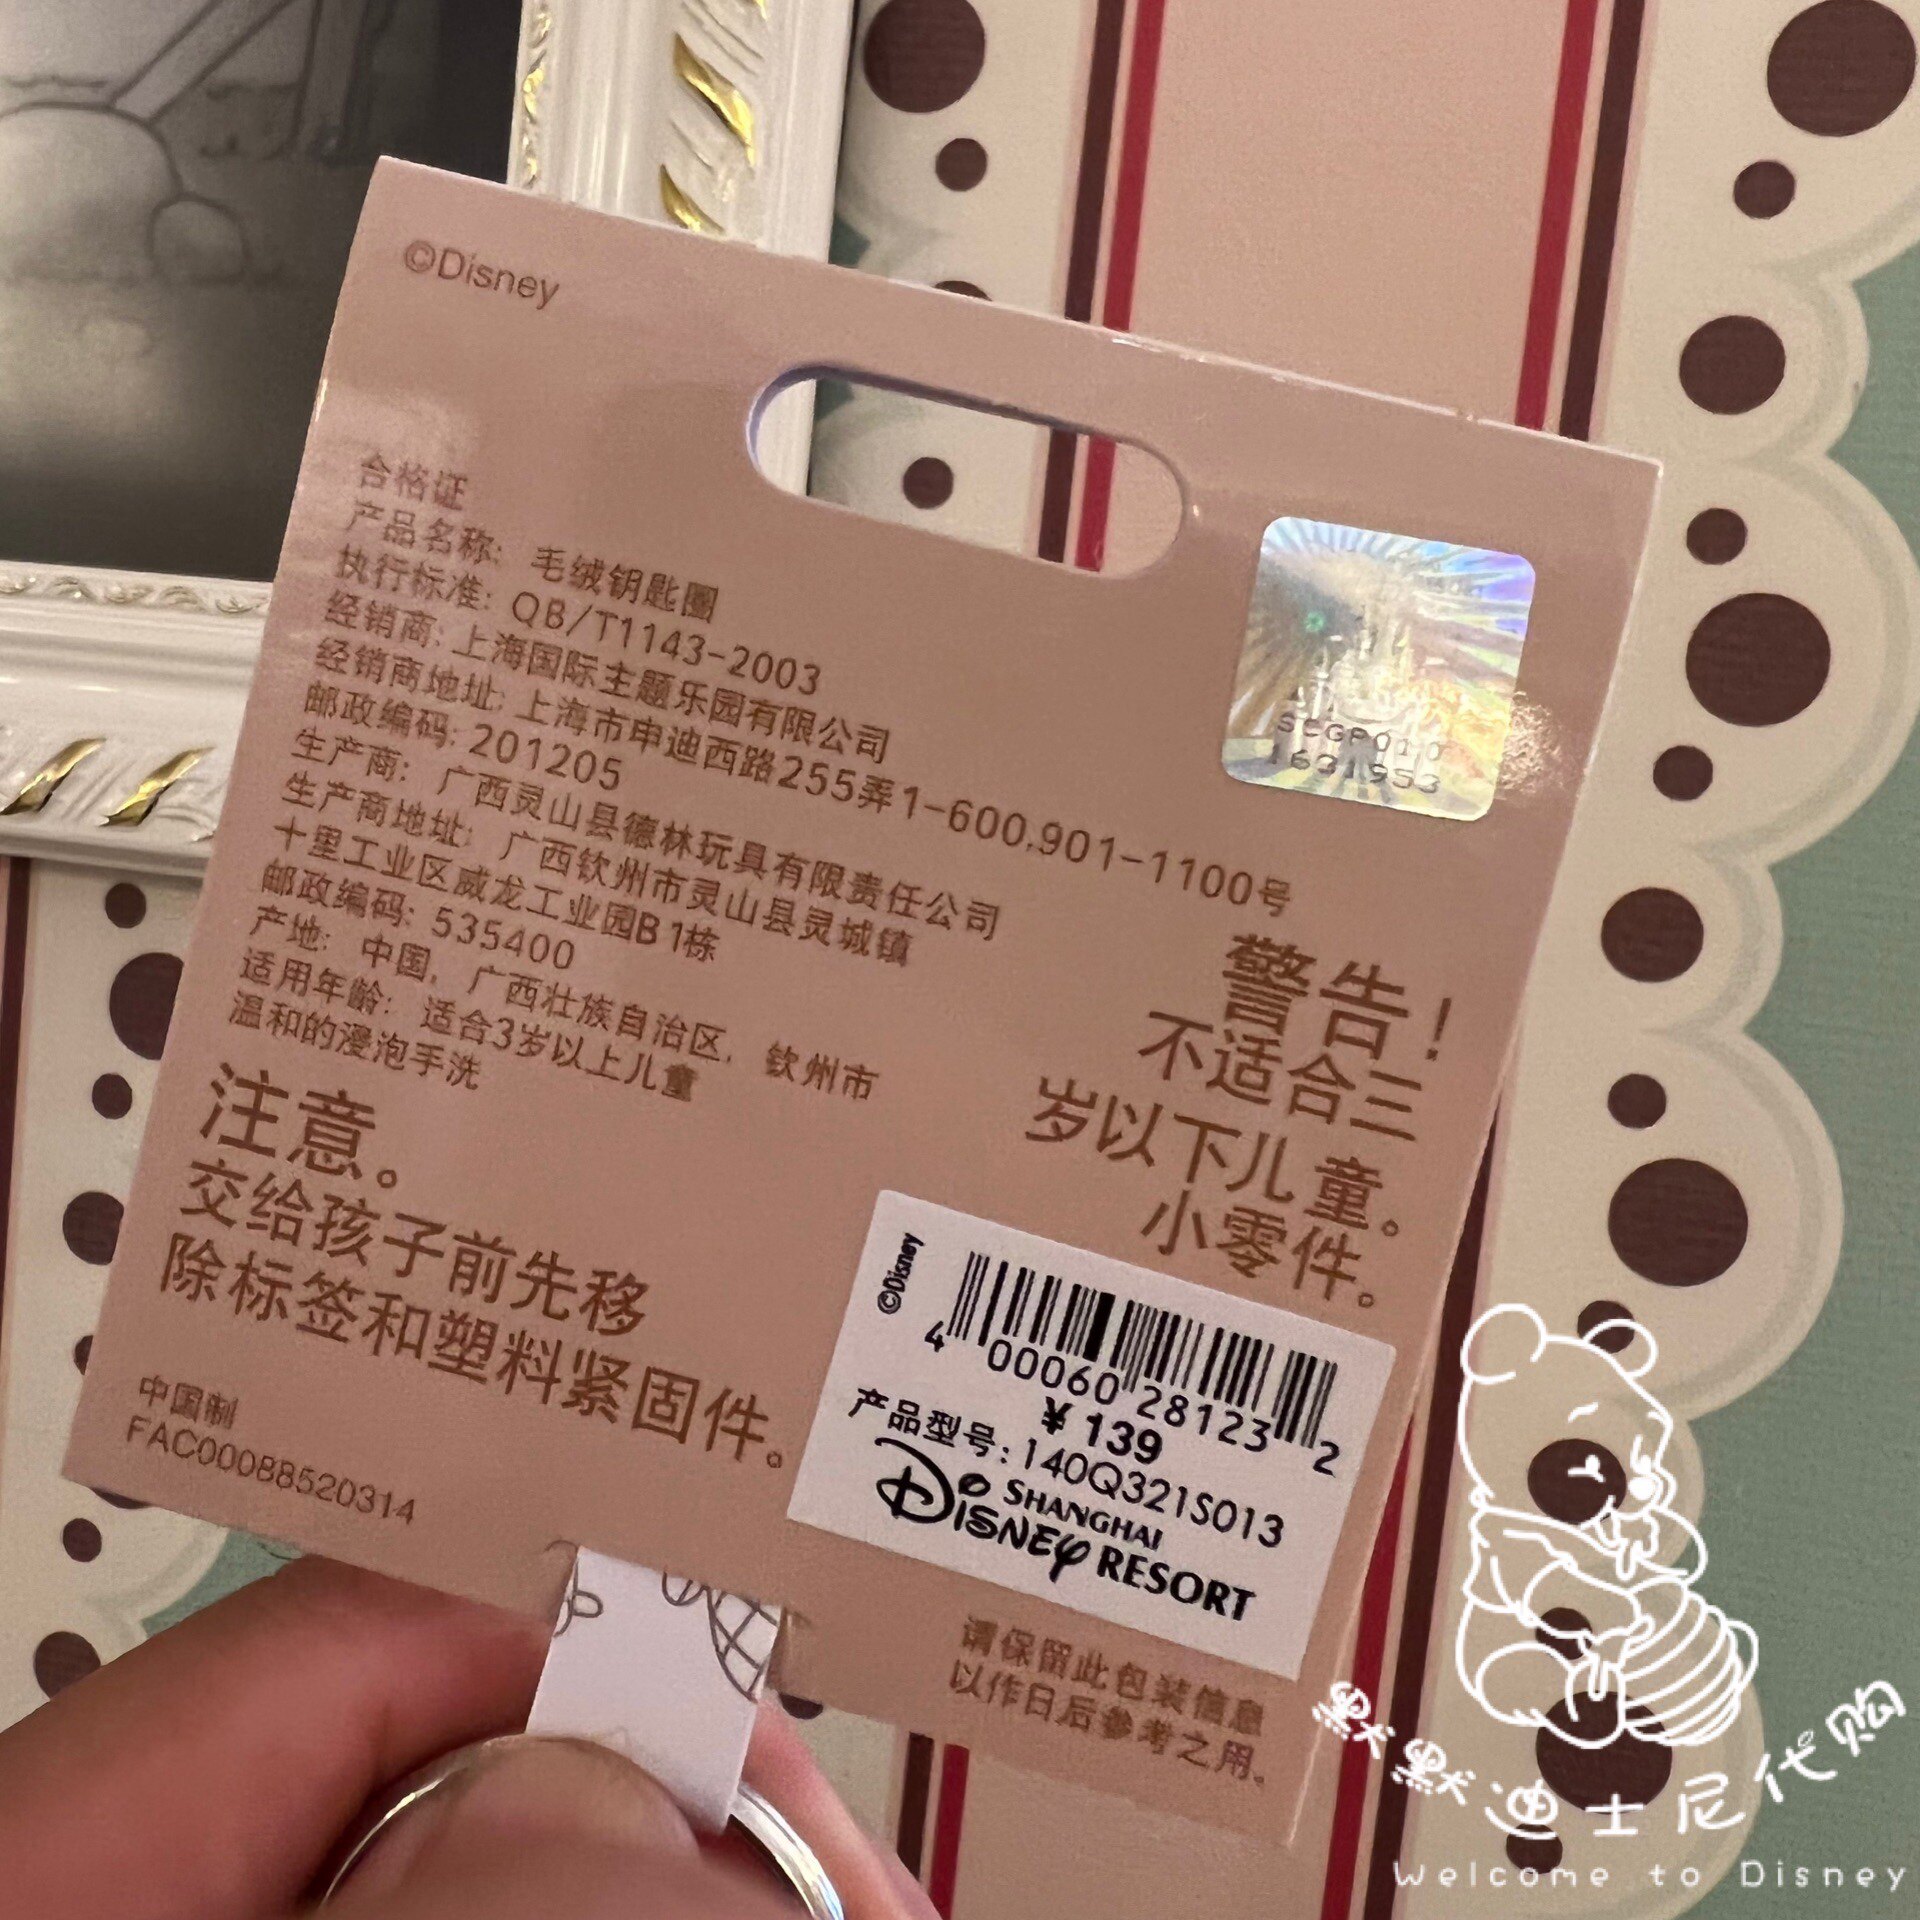 ©Disney
合格证
产品名称: 毛绒钥匙圈
执行标准: QB/T1143-2003
经销商: 上海国际主题乐园有限公司
经销商地址: 上海市申迪西路255弄1-600,901-1100号
邮政编码: 201205
生产商: 广西灵山县德林玩具有限责任公司
生产商地址: 广西钦州市灵山县灵城镇
十里工业区威龙工业园B1栋
邮政编码: 535400
产地: 中国, 广西壮族自治区, 钦州市
适用年龄: 适合3岁以上儿童
温和的漫泡手洗
注意。
交给孩子前先移
除标签和塑料紧固件。
中国制
FAC00088520314
SCGP010
1631953
警告!
不适合三
岁以下儿童。
小零件。
©Disney
4 00060 28123 2
¥ 139
产品型号: 140Q321S013
SHANGHAI
DISNEY RESORT
请保留此包装信息
以作日后参考之用。
默默迪士尼代购
Welcome to Disney